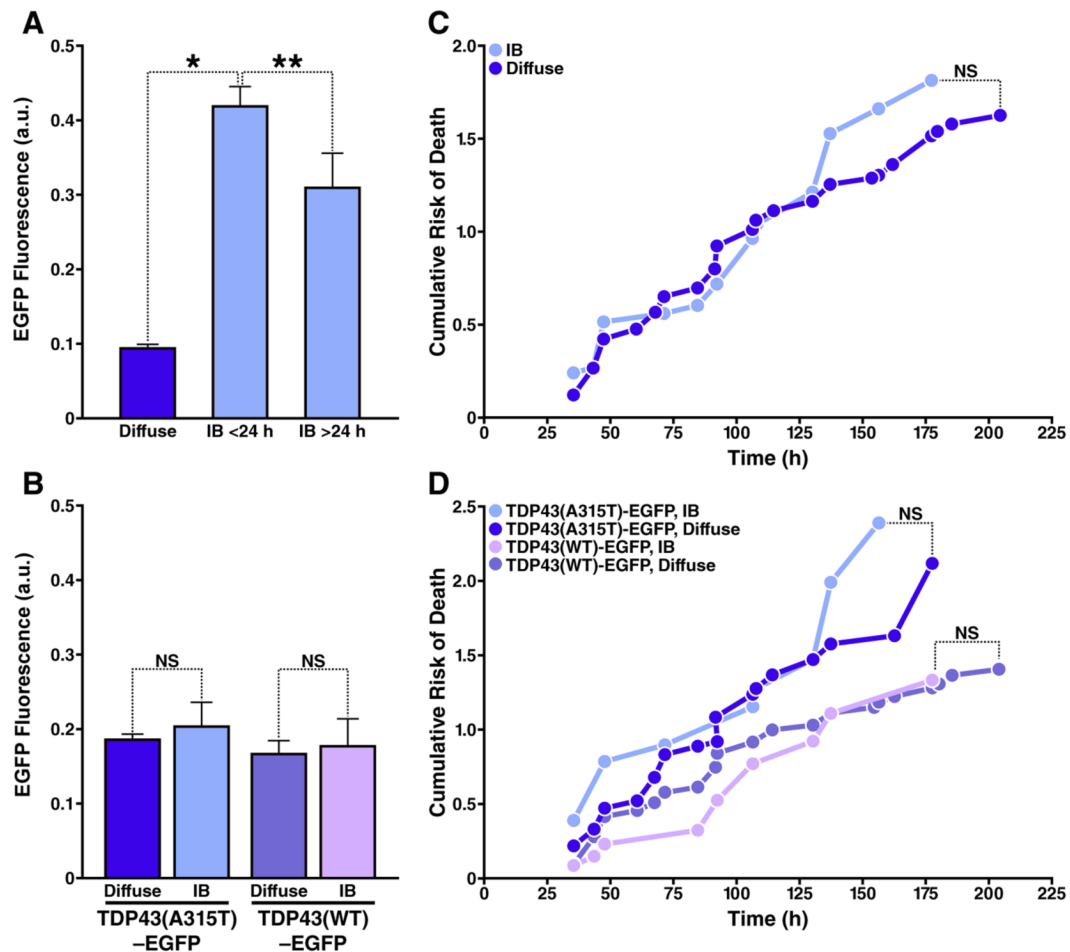 A
EGFP Fluorescence (a.u.)
0.5
0.4
0.3
0.2
0.1
0
*
**
Diffuse
IB <24 h
IB >24 h
C
Cumulative Risk of Death
2.0
1.5
1.0
0.5
0
IB
Diffuse
NS
0 25 50 75 100 125 150 175 200 225
Time (h)
B
EGFP Fluorescence (a.u.)
0.5
0.4
0.3
0.2
0.1
0
NS
NS
Diffuse IB Diffuse IB
TDP43(A315T)
–EGFP
TDP43(WT)
–EGFP
D
Cumulative Risk of Death
2.5
2.0
1.5
1.0
0.5
0
TDP43(A315T)-EGFP, IB
TDP43(A315T)-EGFP, Diffuse
TDP43(WT)-EGFP, IB
TDP43(WT)-EGFP, Diffuse
NS
NS
0 25 50 75 100 125 150 175 200 225
Time (h)